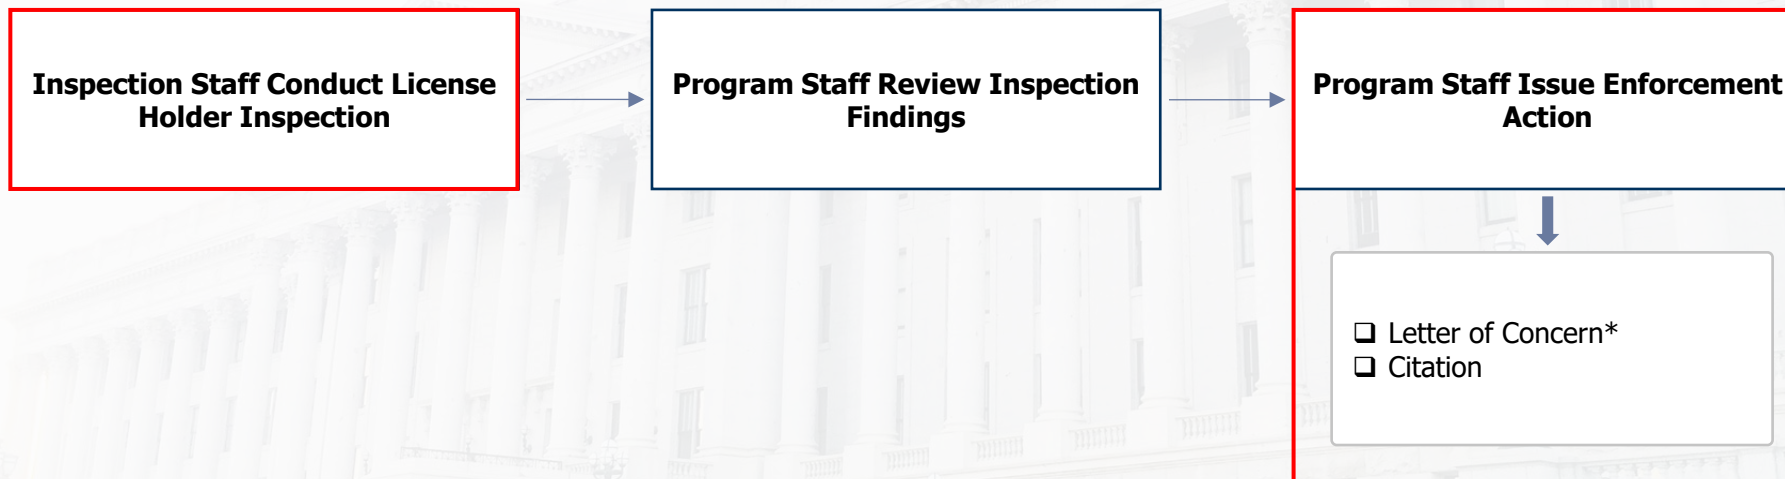 Inspection Staff Conduct License
Holder Inspection
Program Staff Review Inspection
Findings
Program Staff Issue Enforcement
Action
❑ Letter of Concern*
❑ Citation